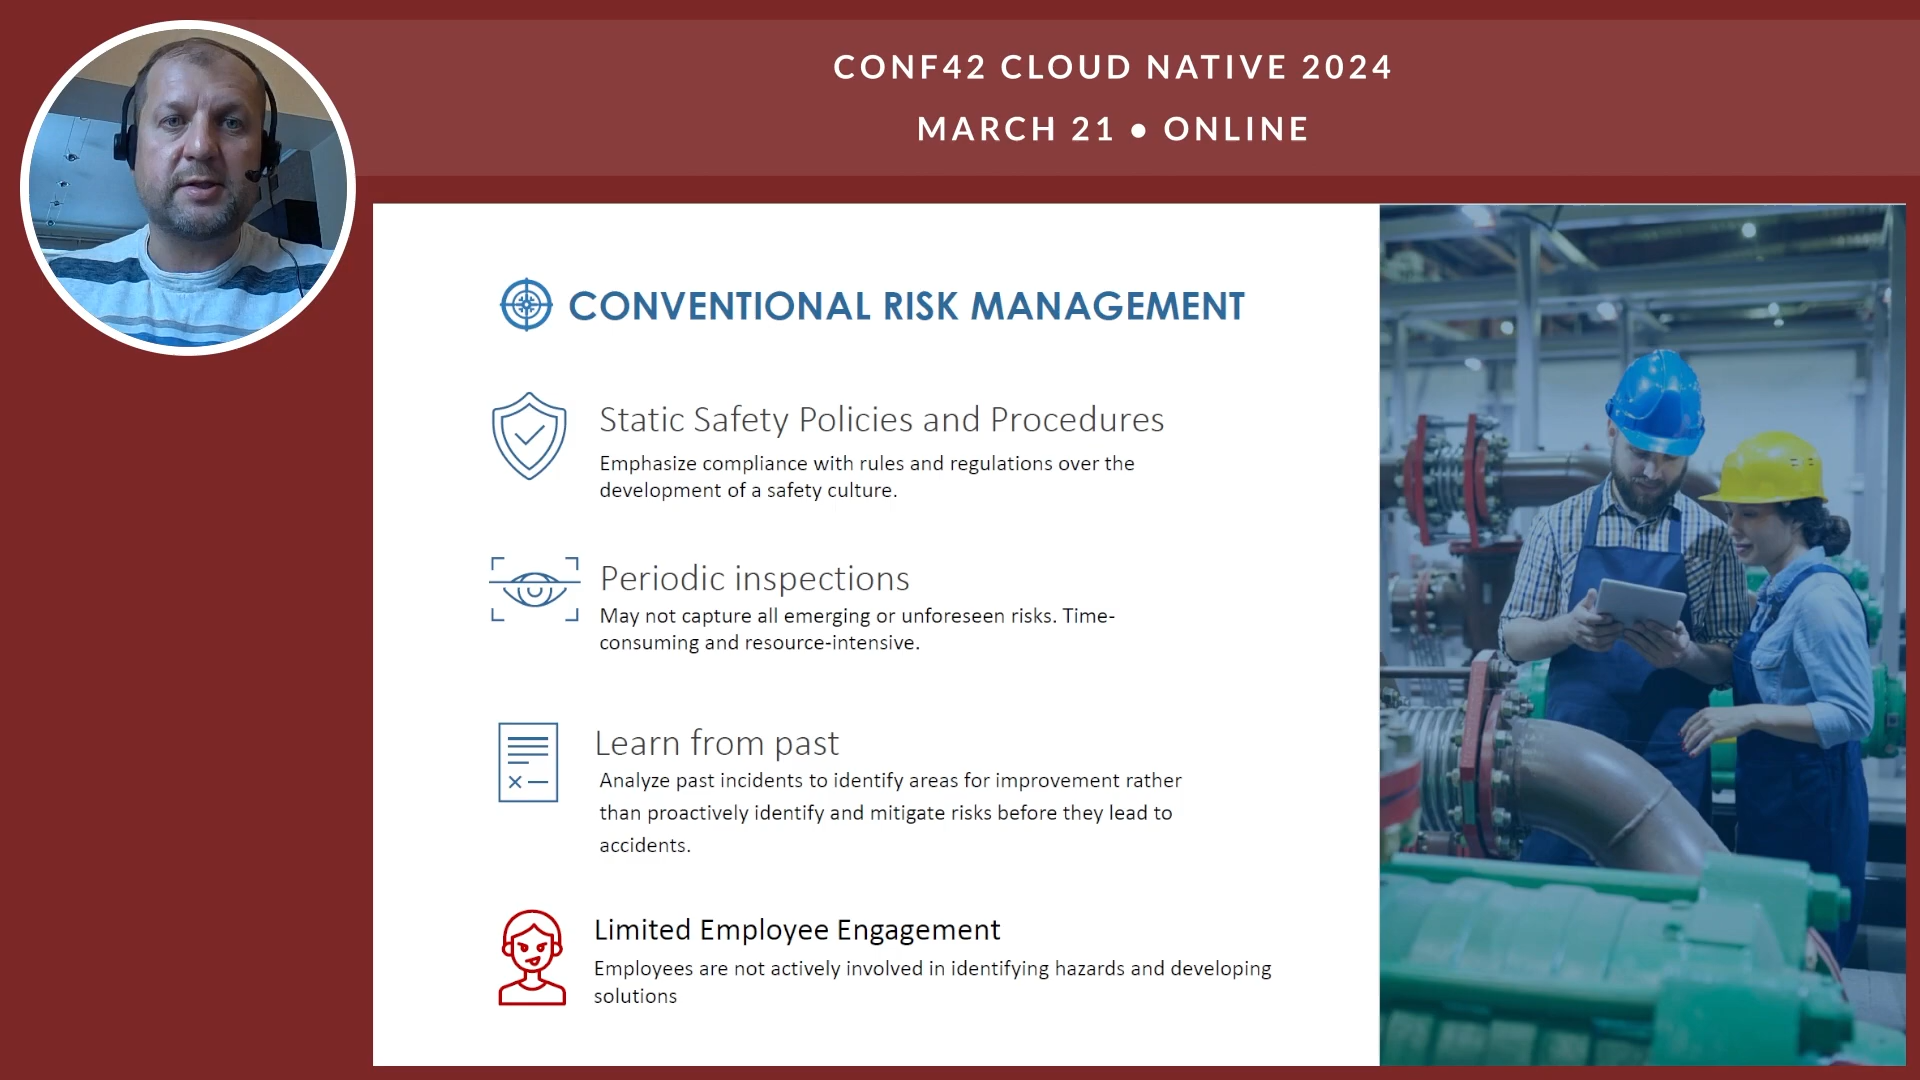 CONF42 CLOUD NATIVE 2024
MARCH 21 • ONLINE
CONVENTIONAL RISK MANAGEMENT
Static Safety Policies and Procedures
Emphasize compliance with rules and regulations over the
development of a safety culture.
Periodic inspections
May not capture all emerging or unforeseen risks. Time-
consuming and resource-intensive.
Learn from past
Analyze past incidents to identify areas for improvement rather
than proactively identify and mitigate risks before they lead to
accidents.
Limited Employee Engagement
Employees are not actively involved in identifying hazards and developing
solutions